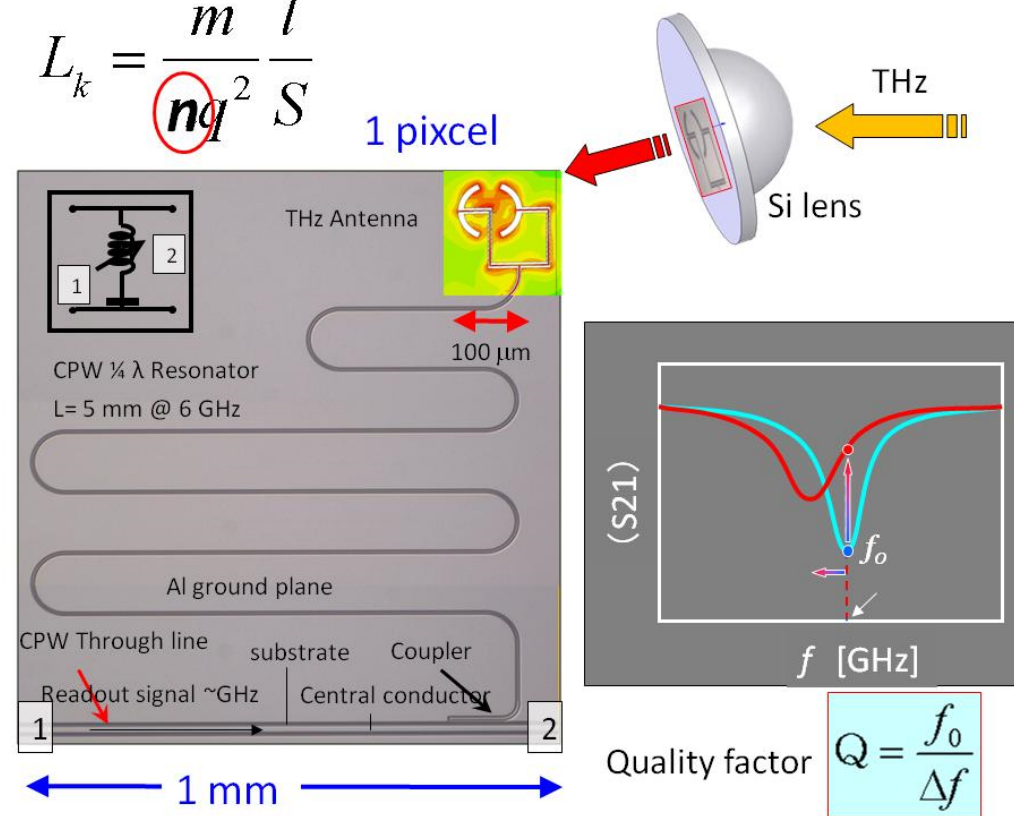 L_k = m/nq² l/S
1 pixcel
THz
Si lens
THz Antenna
2
1
100 μm
CPW ¼ λ Resonator
L= 5 mm @ 6 GHz
Al ground plane
CPW Through line
substrate
Coupler
Readout signal ~GHz
Central conductor
1
2
1 mm
(S21)
f_o
f [GHz]
Quality factor
Q = f_0/Δf